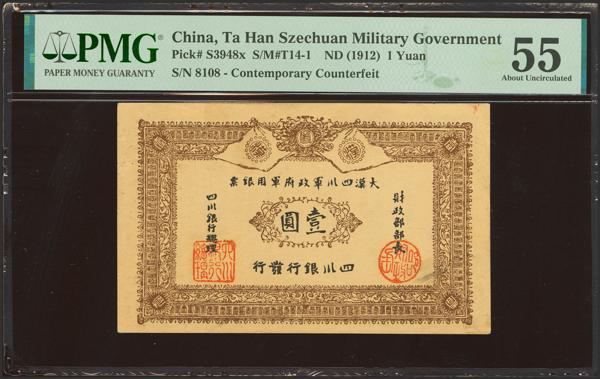 PMG
PAPER MONEY GUARANTY
China, Ta Han Szechuan Military Government
Pick# S3948x S/M#T14-1 ND (1912) 1 Yuan
S/N 8108 - Contemporary Counterfeit
55
About Uncirculated
票銀用軍府政軍川四漢大
圓壹
財政部部長
四川銀行總理
行發行銀川四